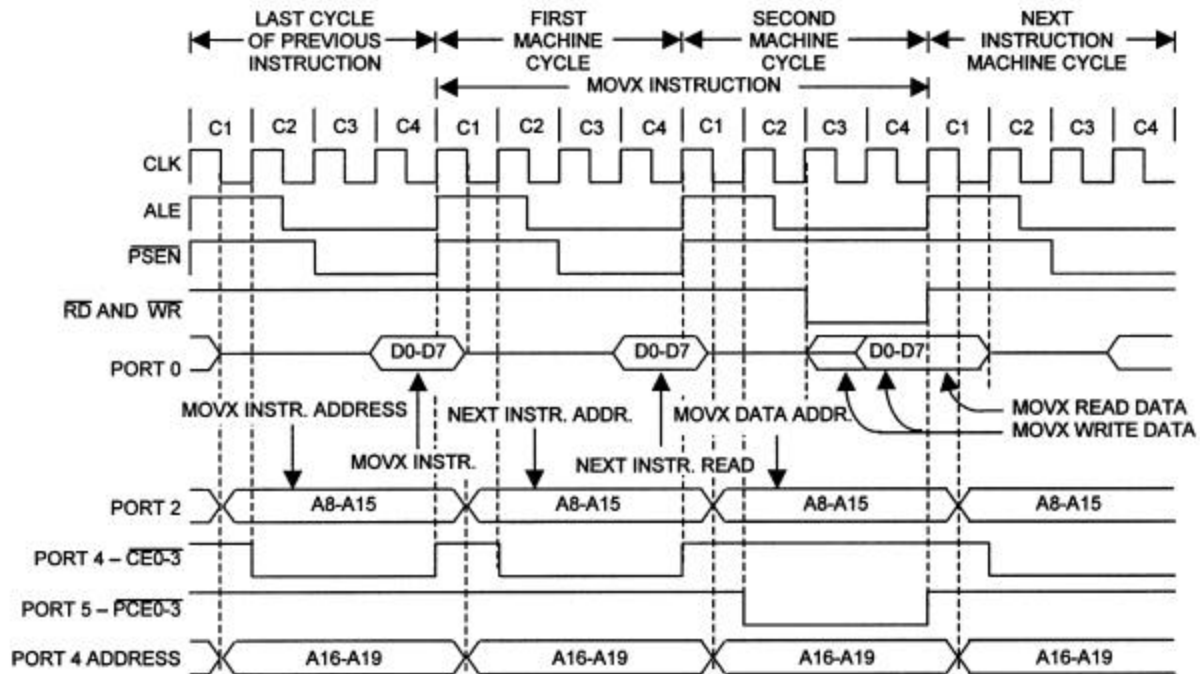 LAST CYCLE
OF PREVIOUS
INSTRUCTION
FIRST
MACHINE
CYCLE
SECOND
MACHINE
CYCLE
NEXT
INSTRUCTION
MACHINE CYCLE
MOVX INSTRUCTION
C1 C2 C3 C4 C1 C2 C3 C4 C1 C2 C3 C4 C1 C2 C3 C4
CLK
ALE
PSEN
RD AND WR
PORT 0
D0-D7 D0-D7 D0-D7
MOVX INSTR. ADDRESS
NEXT INSTR. ADDR.
MOVX DATA ADDR.
MOVX READ DATA
MOVX WRITE DATA
MOVX INSTR.
NEXT INSTR. READ
PORT 2
A8-A15 A8-A15 A8-A15 A8-A15
PORT 4 – CE0-3
PORT 5 – PCE0-3
PORT 4 ADDRESS
A16-A19 A16-A19 A16-A19 A16-A19